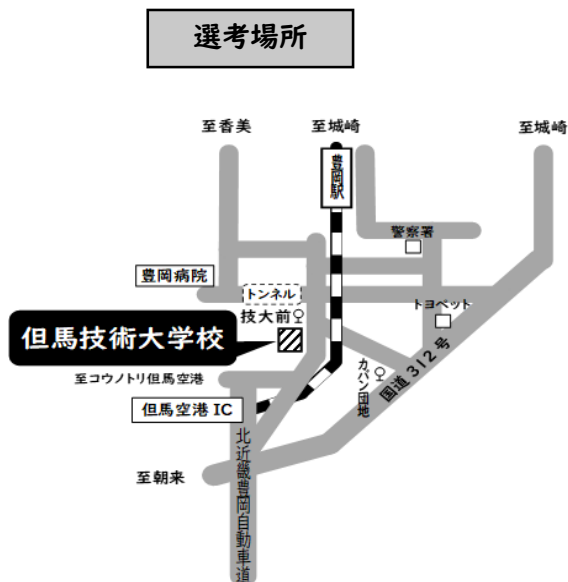 選考場所
至香美
至城崎
至城崎
豊岡駅
警察署
豊岡病院
トンネル
トヨペット
技大前
但馬技術大学校
国道312号
カバン団地
至コウノトリ但馬空港
但馬空港IC
北近畿豊岡自動車道
至朝来